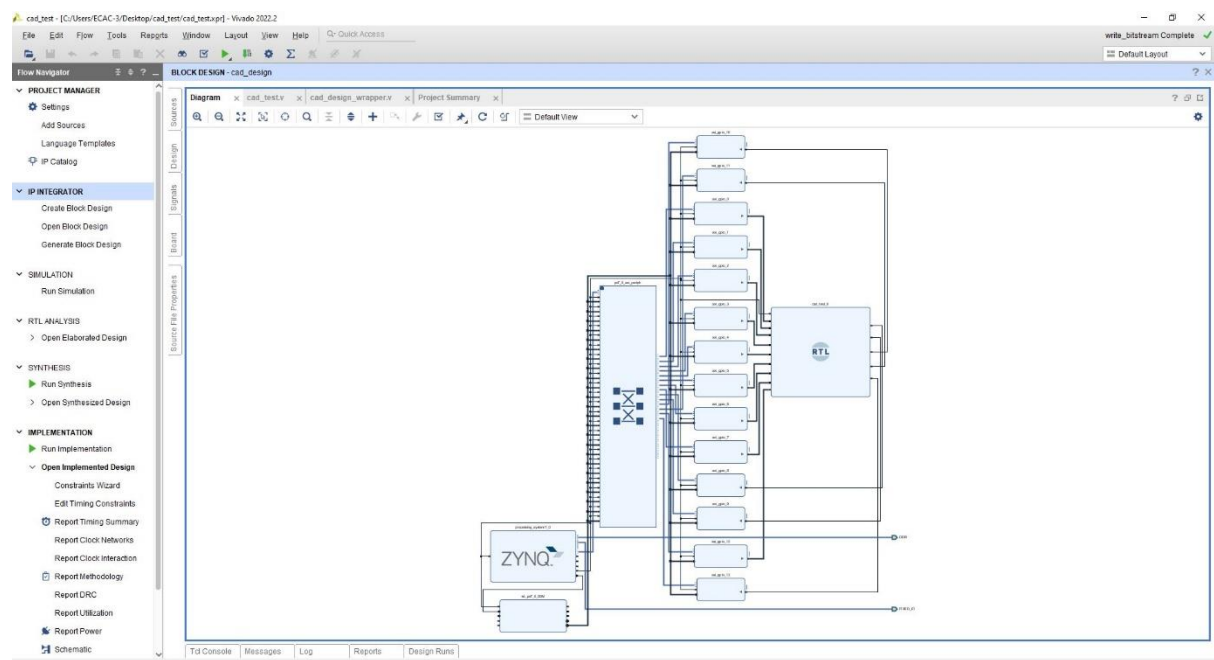 cad_test - [C:/Users/ECAC-3/Desktop/cad_test/cad_test.xpr] - Vivado 2022.2
File Edit Flow Tools Reports Window Layout View Help Quick Access
write_bitstream Complete
Default Layout
Flow Navigator
BLOCK DESIGN - cad_design
PROJECT MANAGER
Settings
Add Sources
Language Templates
IP Catalog
IP INTEGRATOR
Create Block Design
Open Block Design
Generate Block Design
SIMULATION
Run Simulation
RTL ANALYSIS
Open Elaborated Design
SYNTHESIS
Run Synthesis
Open Synthesized Design
IMPLEMENTATION
Run Implementation
Open Implemented Design
Constraints Wizard
Edit Timing Constraints
Report Timing Summary
Report Clock Networks
Report Clock Interaction
Report Methodology
Report DRC
Report Utilization
Report Power
Schematic
Sources
Design
Signals
Board
Source File Properties
Diagram cad_test.v cad_design_wrapper.v Project Summary
Default View
RTL
ZYNQ
Tcl Console Messages Log Reports Design Runs